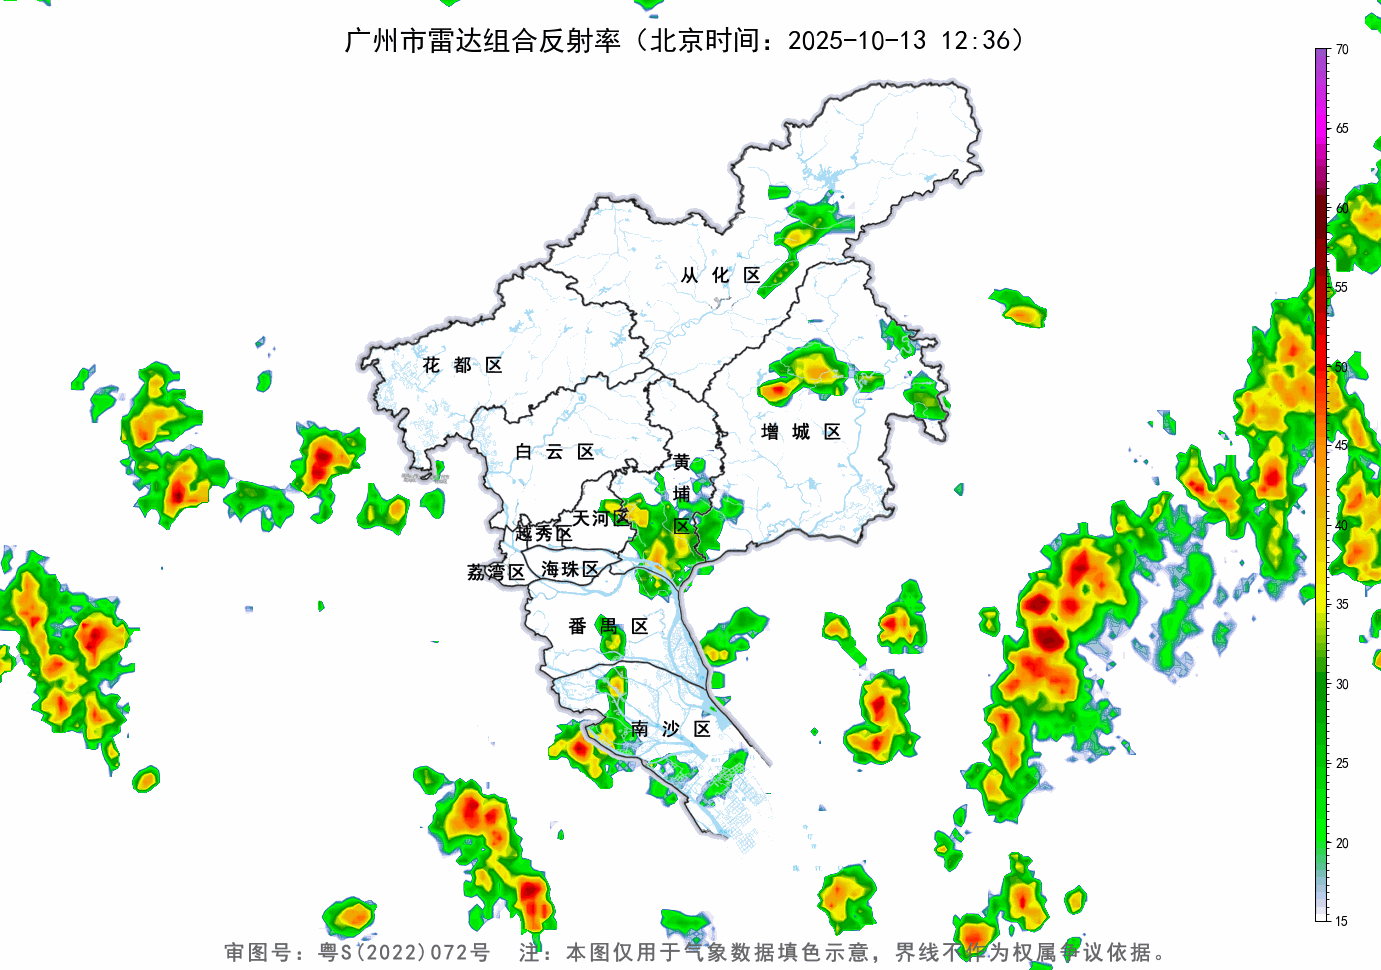 广州市雷达组合反射率（北京时间：2025-10-13 12:36）
70
65
60
55
50
45
40
35
30
25
20
15
从化区
花都区
增城区
白云区
黄埔区
天河区
越秀区
荔湾区
海珠区
番禺区
南沙区
审图号：粤S(2022)072号 注：本图仅用于气象数据填色示意，界线不作为权属争议依据。